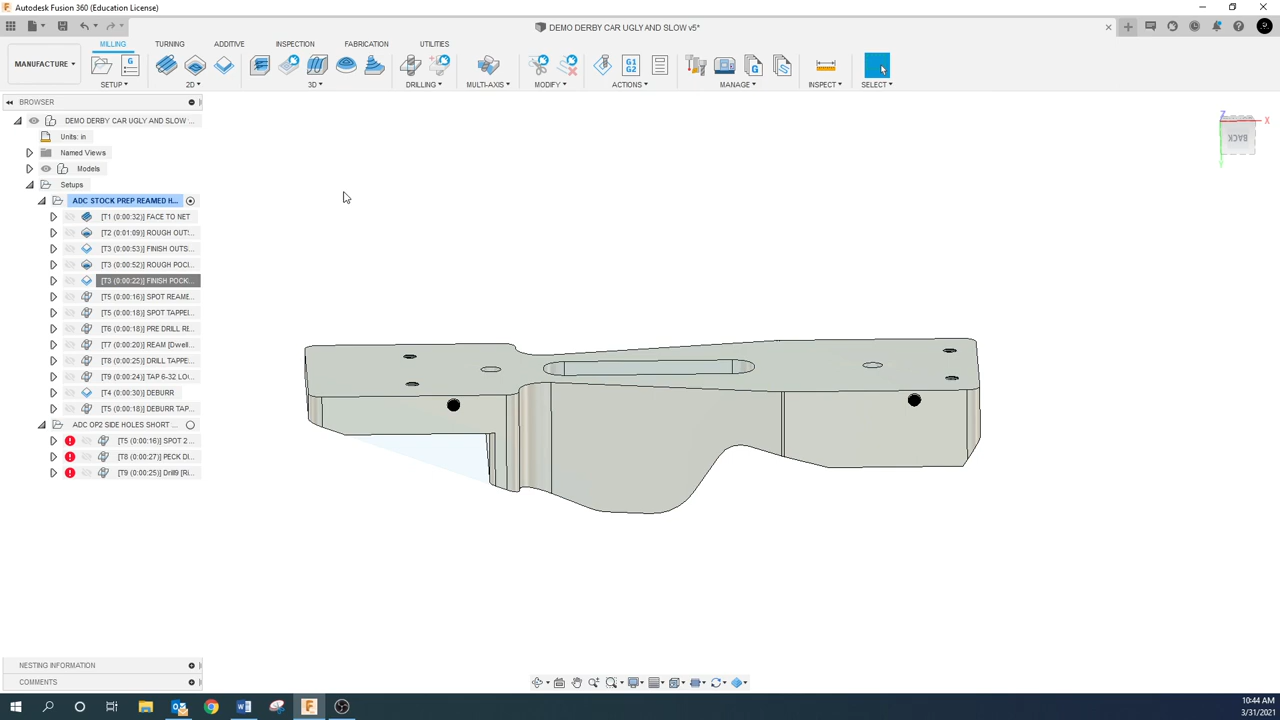 Autodesk Fusion 360 (Education License)
DEMO DERBY CAR UGLY AND SLOW v5*
MILLING TURNING ADDITIVE INSPECTION FABRICATION UTILITIES
MANUFACTURE
SETUP 2D 3D DRILLING MULTI-AXIS MODIFY ACTIONS MANAGE INSPECT SELECT
G G1 G2 G
BROWSER
DEMO DERBY CAR UGLY AND SLOW ...
Units: in
Named Views
Models
Setups
ADC STOCK PREP REAMED H...
[T1 (0:00:32)] FACE TO NET
[T2 (0:01:09)] ROUGH OUT...
[T3 (0:00:53)] FINISH OUTS...
[T3 (0:00:52)] ROUGH POC...
[T3 (0:00:22)] FINISH POCK...
[T5 (0:00:16)] SPOT REAME...
[T5 (0:00:18)] SPOT TAPPE...
[T6 (0:00:18)] PRE DRILL RE...
[T7 (0:00:20)] REAM [Dwell...
[T8 (0:00:25)] DRILL TAPPE...
[T9 (0:00:24)] TAP 6-32 LO...
[T4 (0:00:30)] DEBURR
[T5 (0:00:18)] DEBURR TAP...
ADC OP2 SIDE HOLES SHORT ...
[T5 (0:00:16)] SPOT 2 ...
[T8 (0:00:27)] PECK D...
[T9 (0:00:25)] Drill9 [Ri...
Z
X
BACK
NESTING INFORMATION
COMMENTS
10:44 AM
3/31/2021